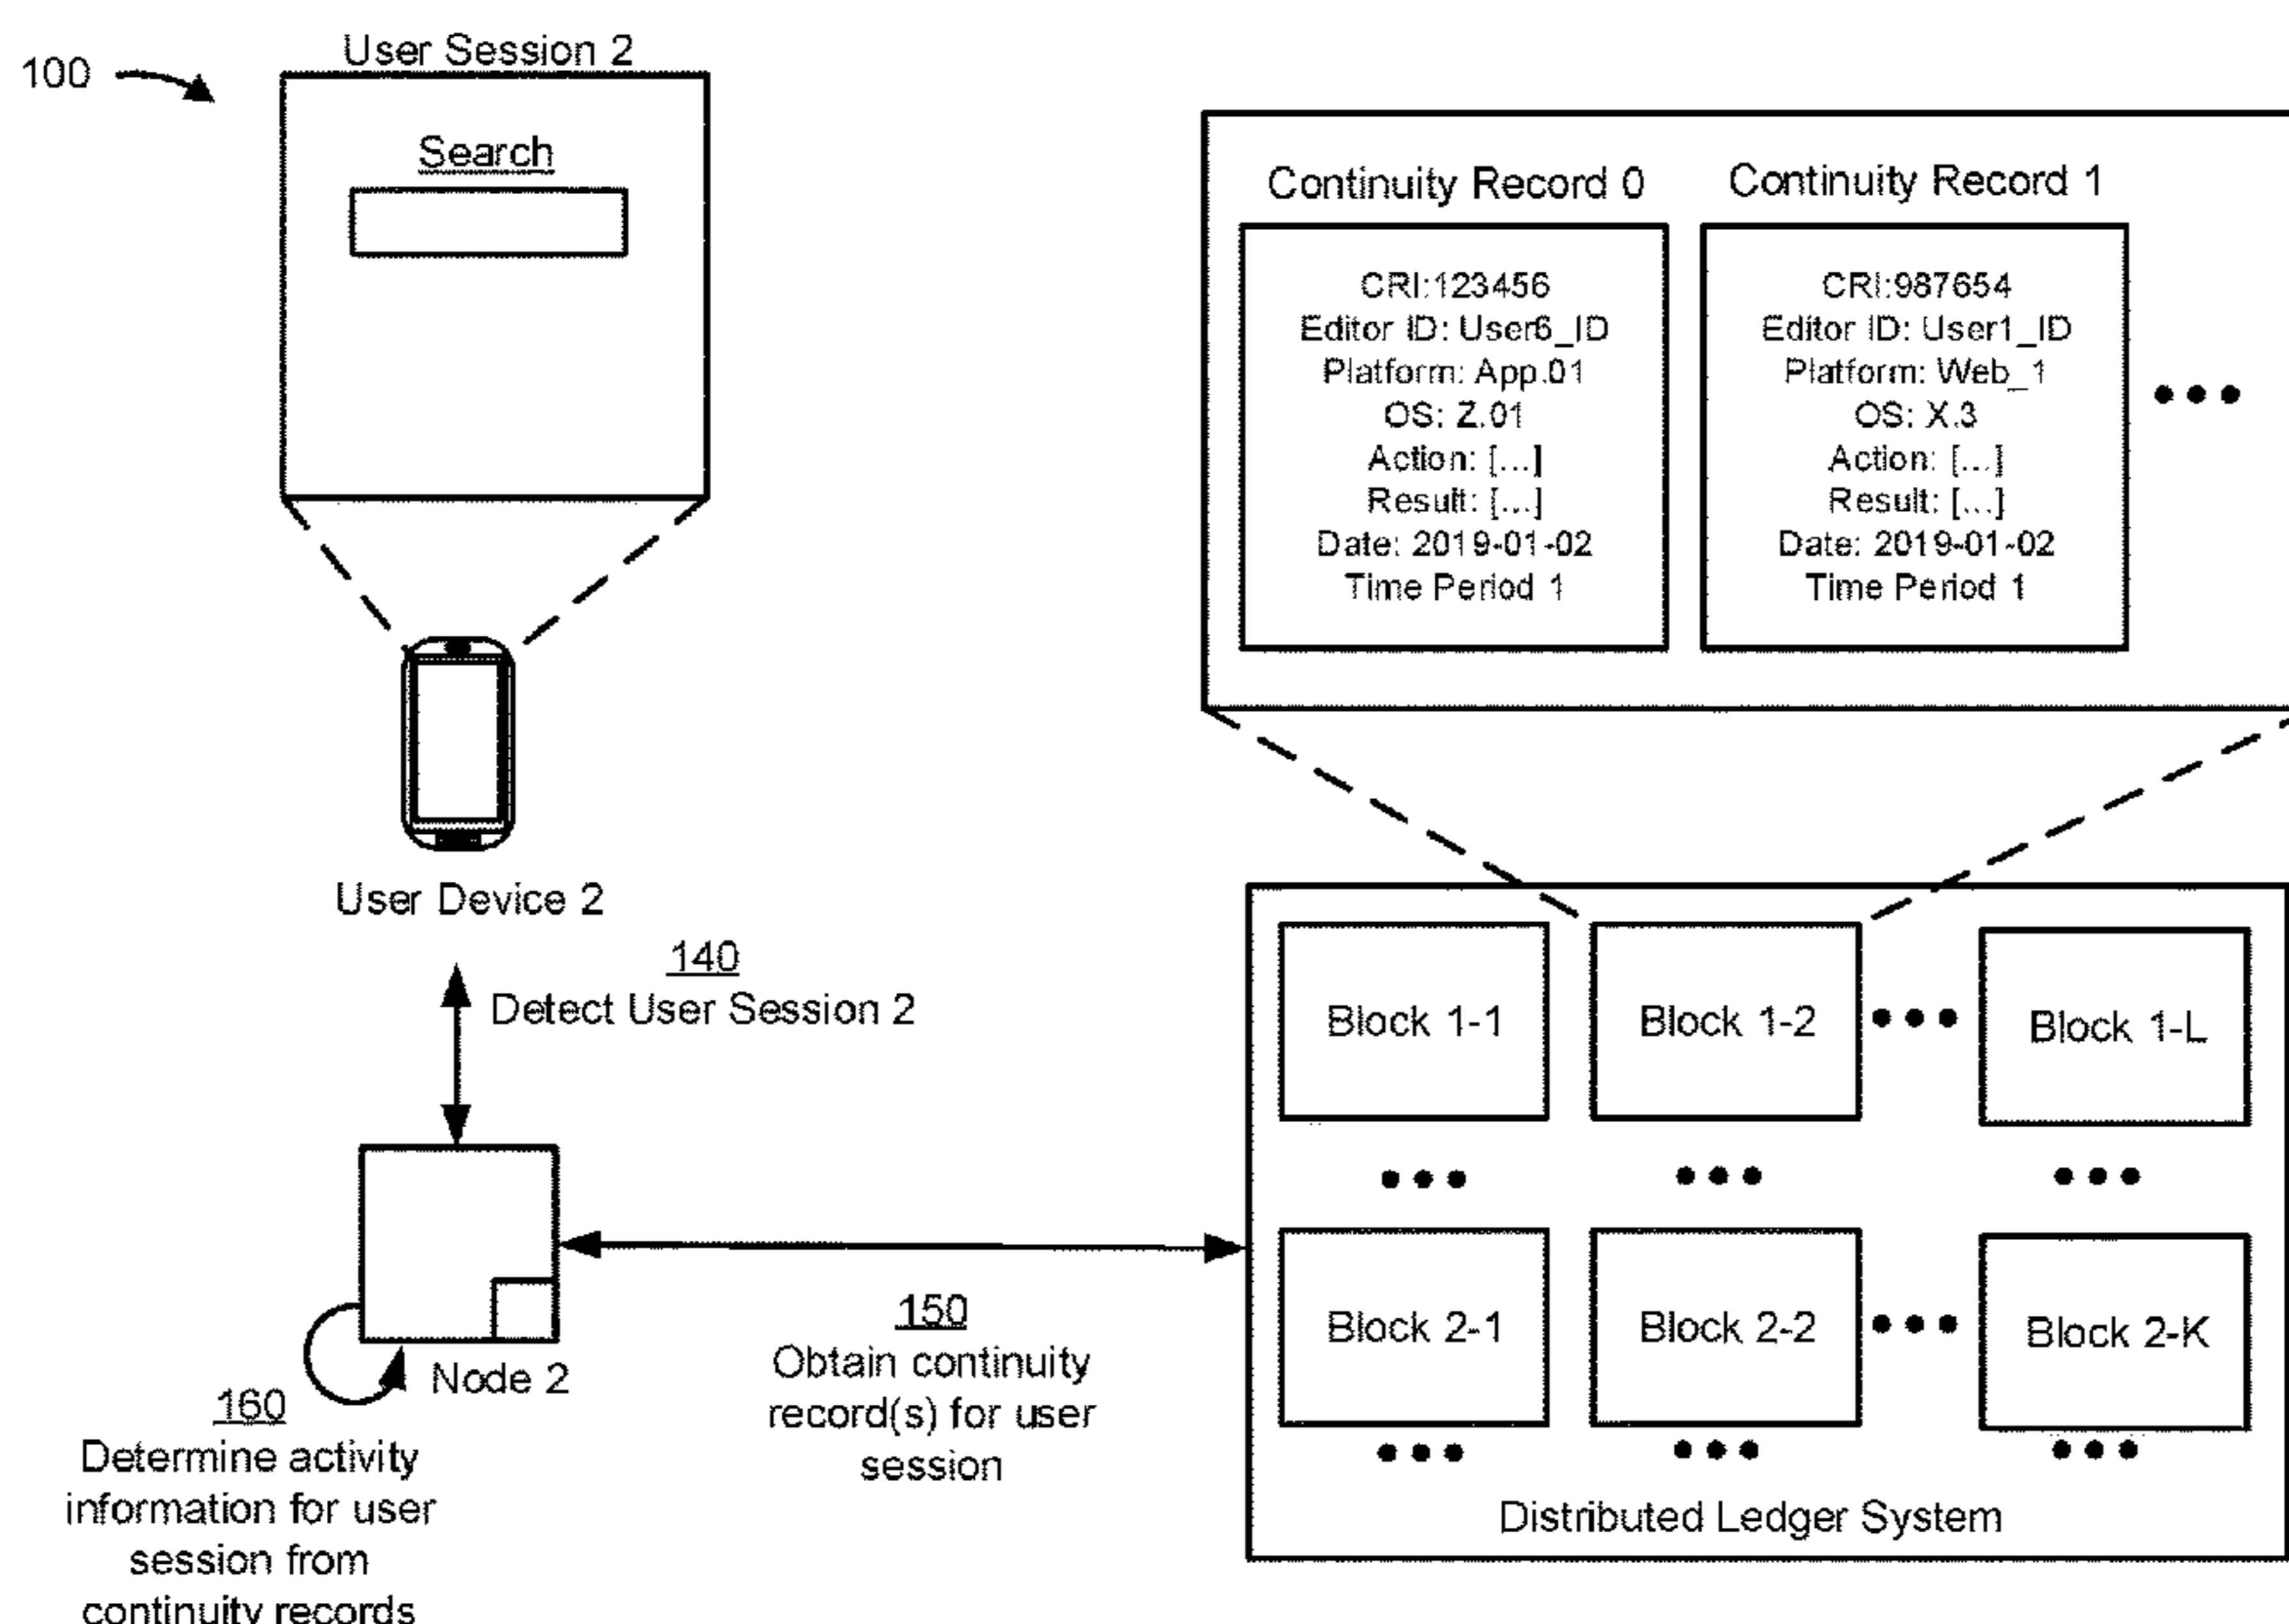 100
User Session 2
Search
User Device 2
140
Detect User Session 2
Node 2
160
Determine activity
information for user
session from
continuity records
150
Obtain continuity
record(s) for user
session
Continuity Record 0
CRI:123456
Editor ID: User6_ID
Platform: App.01
OS: Z.01
Action: [...]
Result: [...]
Date: 2019-01-02
Time Period 1
Continuity Record 1
CRI:987654
Editor ID: User1_ID
Platform: Web_1
OS: X.3
Action: [...]
Result: [...]
Date: 2019-01-02
Time Period 1
Block 1-1
Block 1-2
Block 1-L
Block 2-1
Block 2-2
Block 2-K
Distributed Ledger System